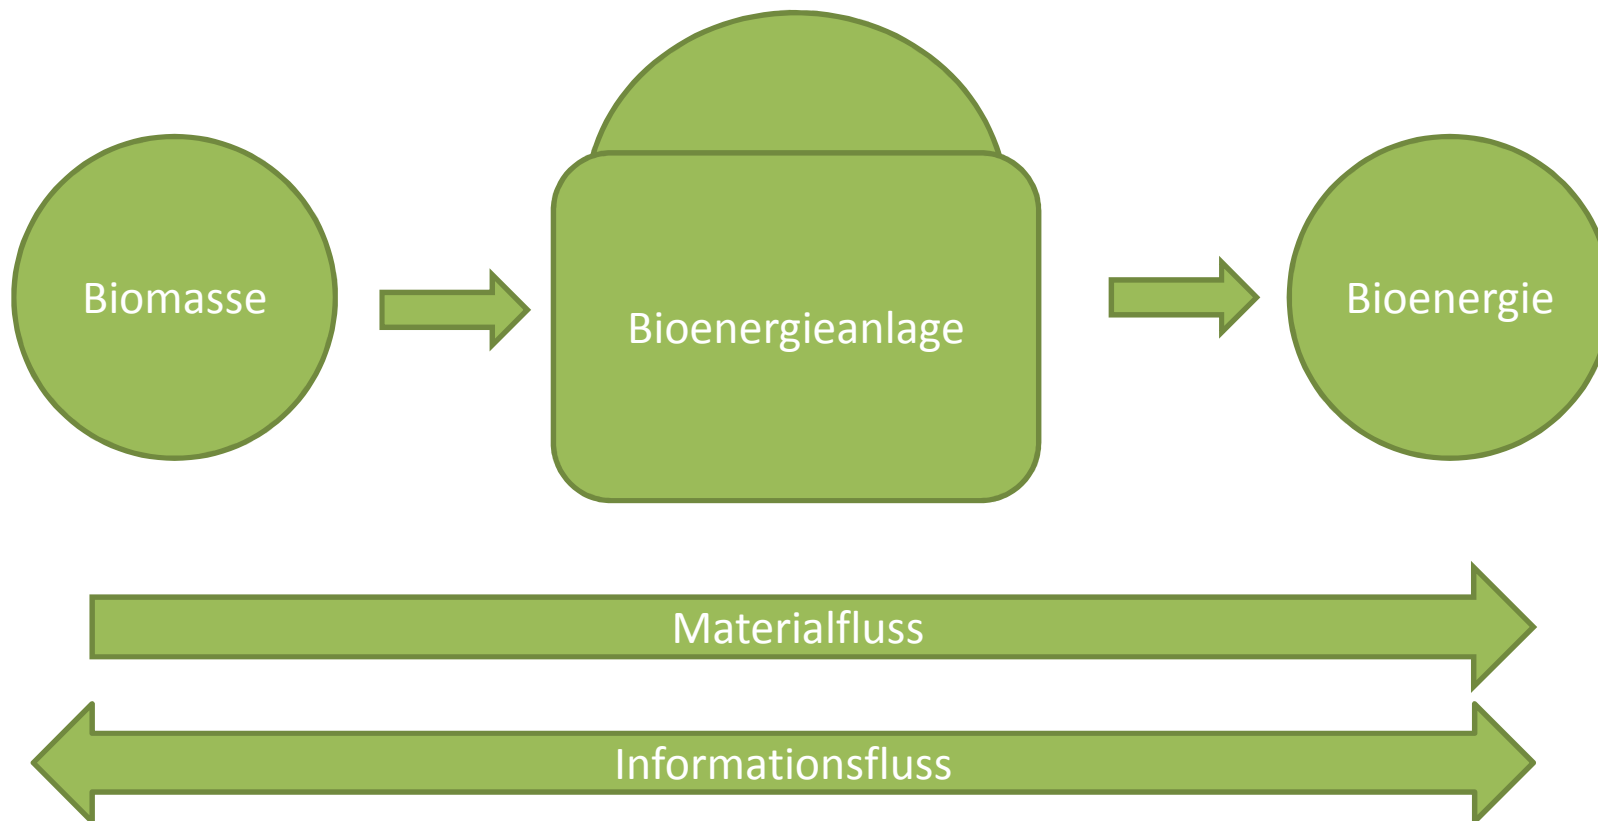 Biomasse
Bioenergieanlage
Bioenergie
Materialfluss
Informationsfluss